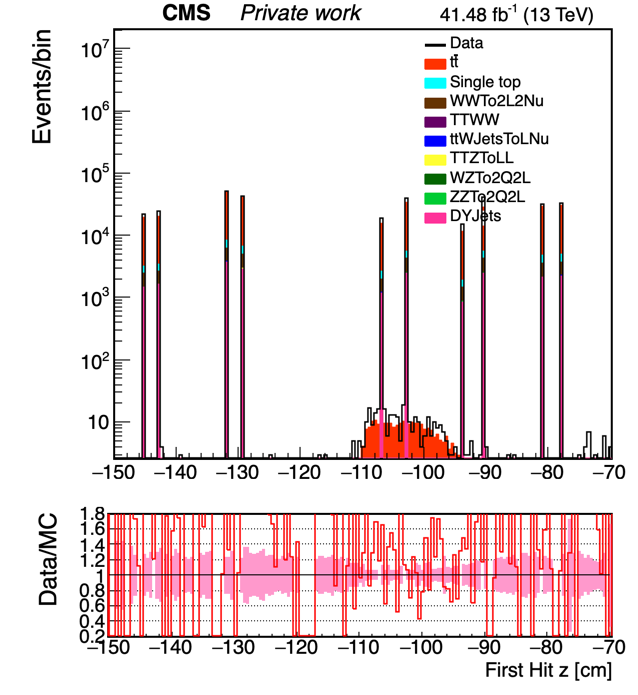 CMS Private work 41.48 fb⁻¹ (13 TeV)
Events/bin
10⁷
10⁶
10⁵
10⁴
10³
10²
10
Data
tt̄
Single top
WWTo2L2Nu
TTWW
ttWJetsToLNu
TTZToLL
WZTo2Q2L
ZZTo2Q2L
DYJets
−150 −140 −130 −120 −110 −100 −90 −80 −70
Data/MC
1.8
1.6
1.4
1.2
1
0.8
0.6
0.4
0.2
−150 −140 −130 −120 −110 −100 −90 −80 −70
First Hit z [cm]